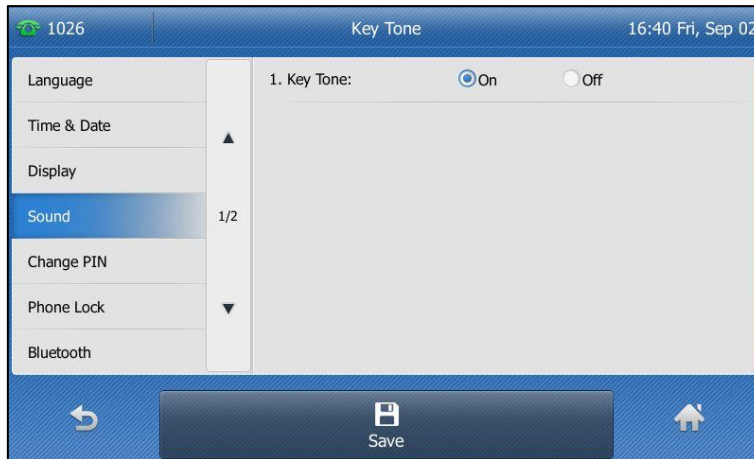 1026 Key Tone 16:40 Fri, Sep 02
Language
Time & Date
Display
Sound
Change PIN
Phone Lock
Bluetooth
1/2
1. Key Tone: On Off
Save